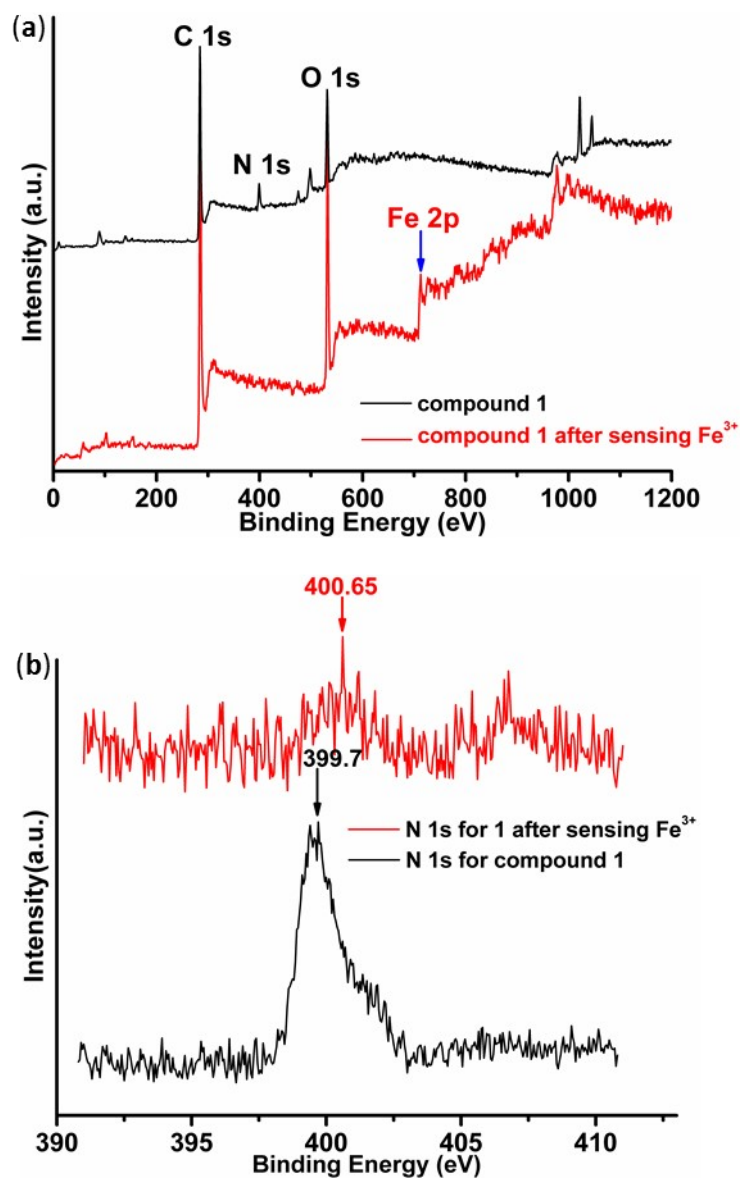 (a)
C 1s
O 1s
N 1s
Fe 2p
Intensity (a.u.)
compound 1
compound 1 after sensing Fe³⁺
0 200 400 600 800 1000 1200
Binding Energy (eV)
(b)
400.65
399.7
N 1s for 1 after sensing Fe³⁺
N 1s for compound 1
Intensity(a.u.)
390 395 400 405 410
Binding Energy (eV)